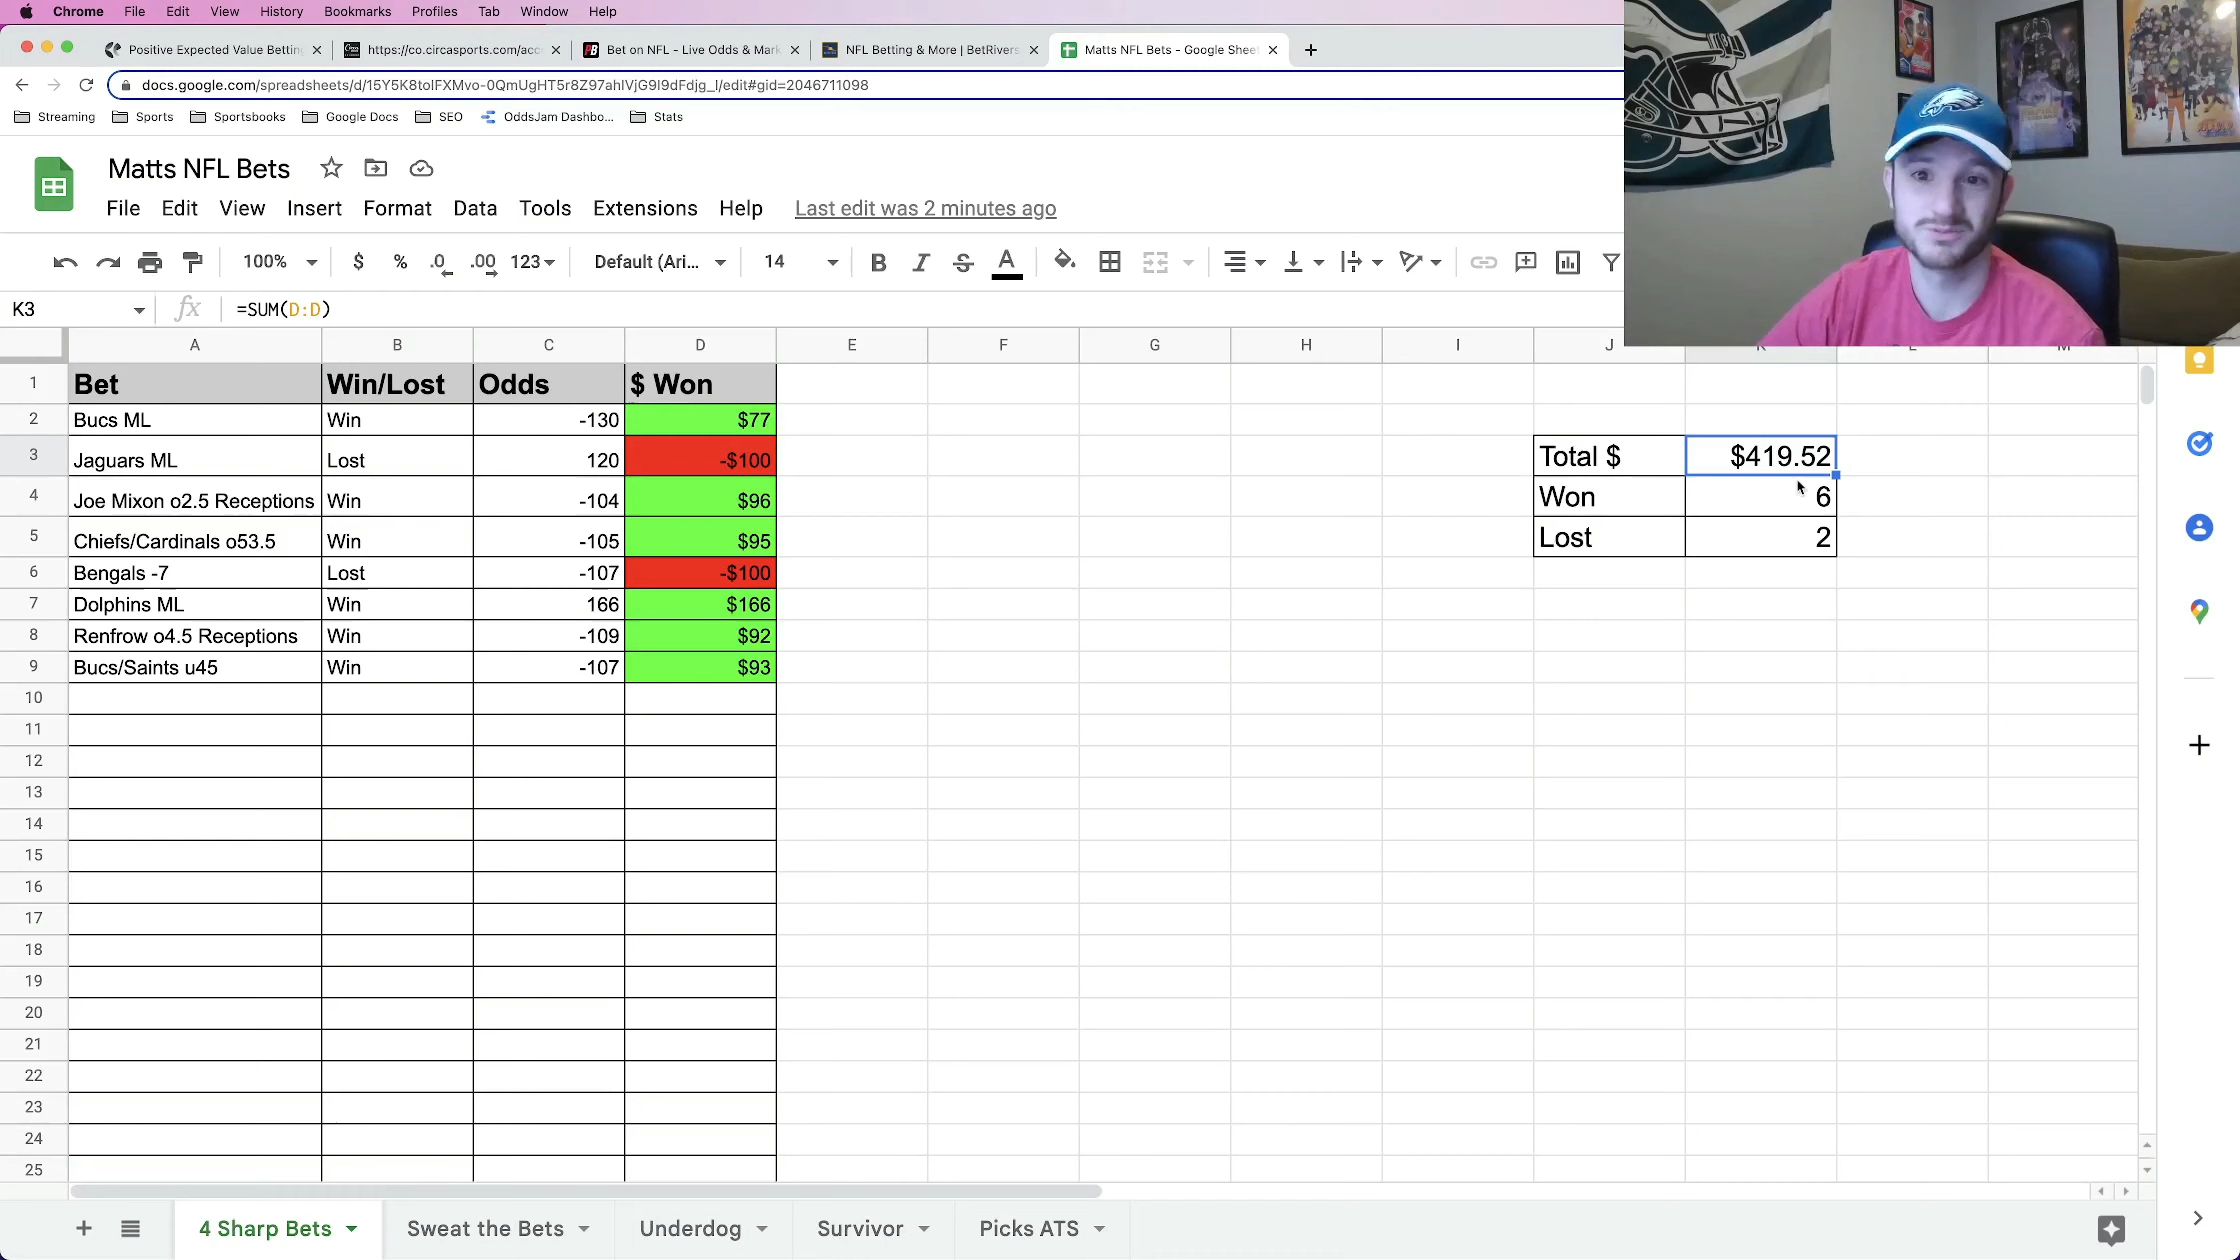 Chrome File Edit View History Bookmarks Profiles Tab Window Help
Positive Expected Value Betting https://co.circasports.com/acc Bet on NFL - Live Odds & Mark NFL Betting & More | BetRivers Matts NFL Bets - Google Sheet
docs.google.com/spreadsheets/d/15Y5K8tolFXMvo-0QmUgHT5r8Z97ahlVjG9l9dFdjg_I/edit#gid=2046711098
Streaming Sports Sportsbooks Google Docs SEO OddsJam Dashbo... Stats
Matts NFL Bets
File Edit View Insert Format Data Tools Extensions Help Last edit was 2 minutes ago
100% $ % .0 .00 123 Default (Ari... 14 B I S A
K3 fx =SUM(D:D)
A B C D E F G H I J K L M
1 Bet Win/Lost Odds $ Won
2 Bucs ML Win -130 $77
3 Jaguars ML Lost 120 -$100 Total $ $419.52
4 Joe Mixon o2.5 Receptions Win -104 $96 Won 6
5 Chiefs/Cardinals o53.5 Win -105 $95 Lost 2
6 Bengals -7 Lost -107 -$100
7 Dolphins ML Win 166 $166
8 Renfrow o4.5 Receptions Win -109 $92
9 Bucs/Saints u45 Win -107 $93
10
11
12
13
14
15
16
17
18
19
20
21
22
23
24
25
4 Sharp Bets Sweat the Bets Underdog Survivor Picks ATS